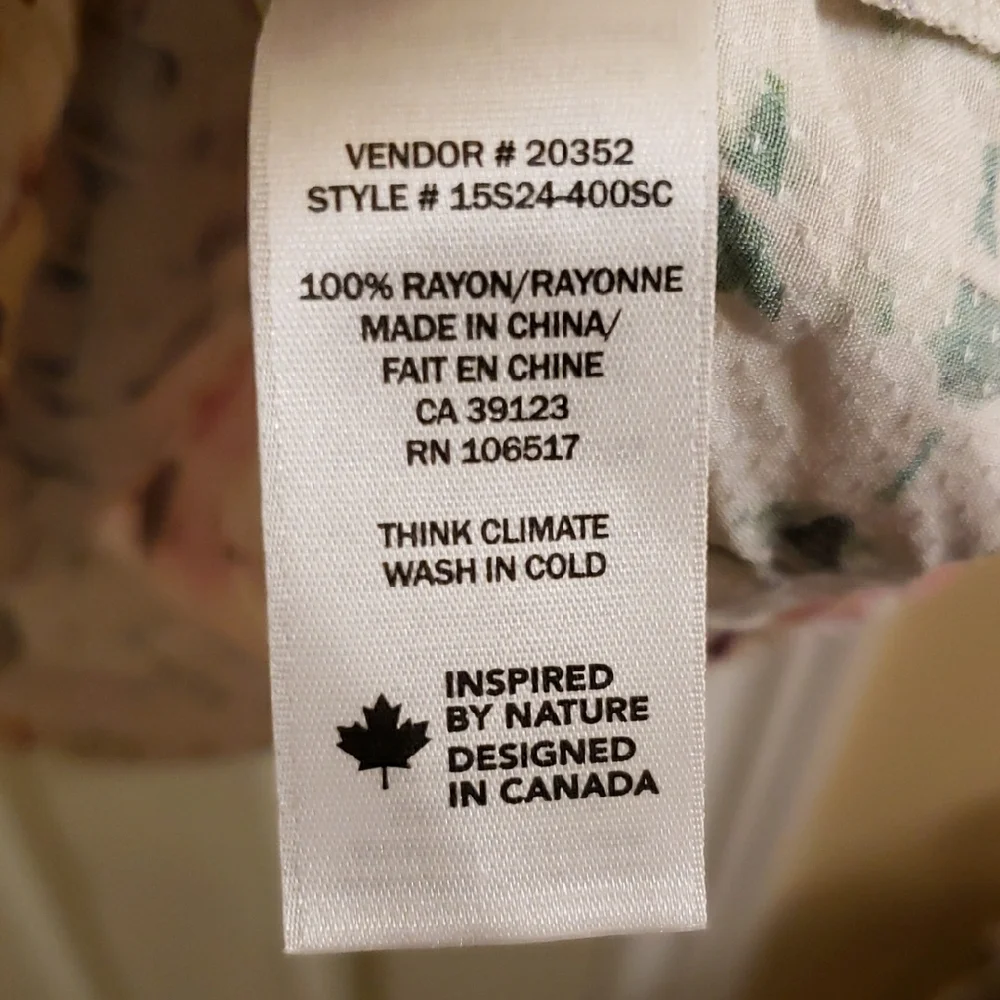 VENDOR # 20352
STYLE # 15S24-400SC
100% RAYON/RAYONNE
MADE IN CHINA/
FAIT EN CHINE
CA 39123
RN 106517
THINK CLIMATE
WASH IN COLD
INSPIRED
BY NATURE
DESIGNED
IN CANADA